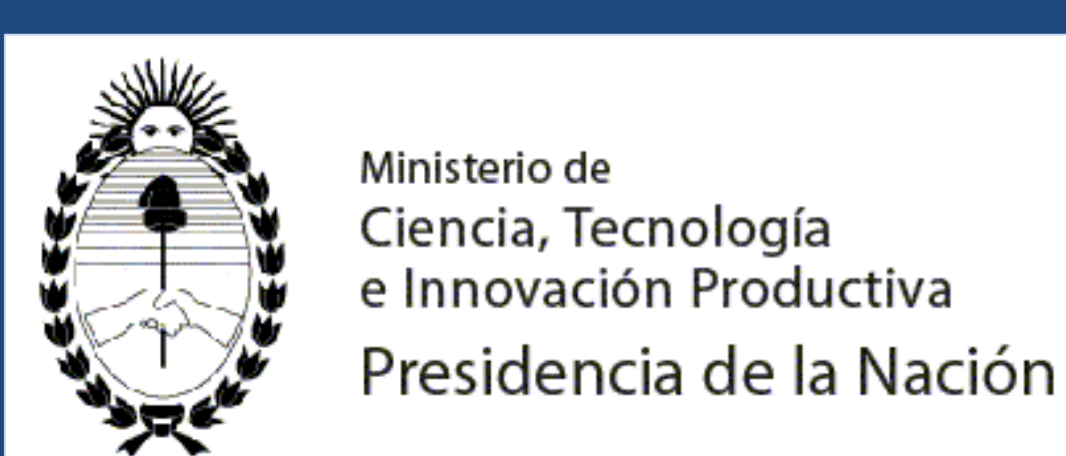 Ministerio de
Ciencia, Tecnología
e Innovación Productiva
Presidencia de la Nación